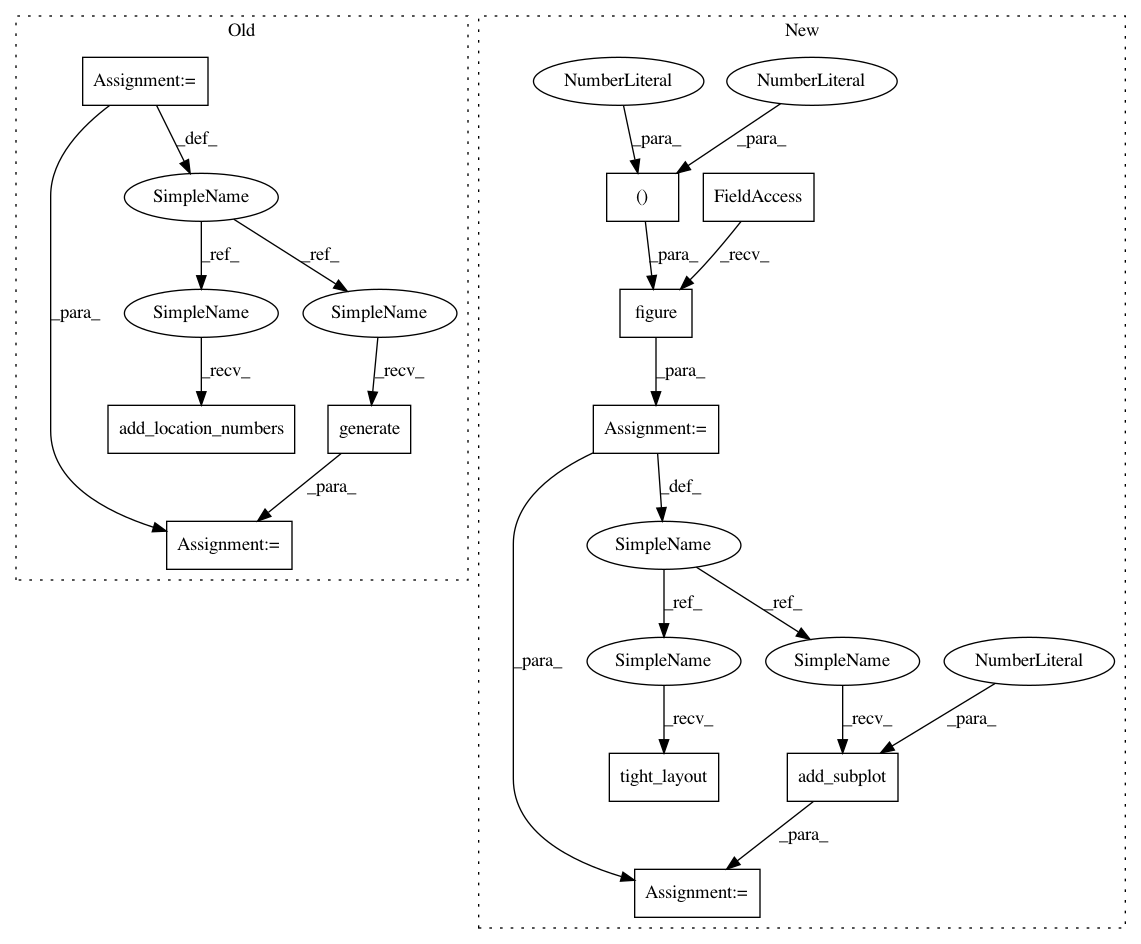 Old
Assignment:=
_def_
SimpleName
_ref_
_ref_
_para_
SimpleName
SimpleName
_recv_
_recv_
add_location_numbers
generate
_para_
Assignment:=
New
NumberLiteral
NumberLiteral
_para_
_para_
()
FieldAccess
_para_
_recv_
figure
_para_
Assignment:=
_def_
SimpleName
_ref_
_ref_
_para_
SimpleName
SimpleName
NumberLiteral
_recv_
_recv_
_para_
tight_layout
add_subplot
_para_
Assignment:=